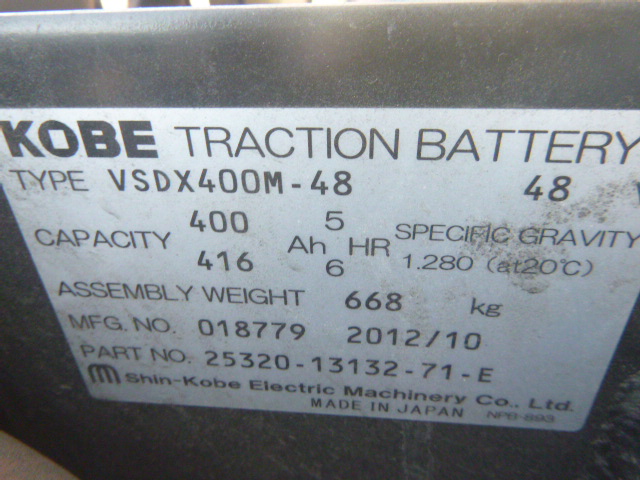 KOBE TRACTION BATTERY
TYPE VSDX400M-48 48
CAPACITY 400 Ah 5 HR SPECIFIC GRAVITY
416 6 1.280 (at20°C)
ASSEMBLY WEIGHT 668 kg
MFG. NO. 018779 2012/10
PART NO. 25320-13132-71-E
Shin-Kobe Electric Machinery Co., Ltd.
MADE IN JAPAN NPB-893